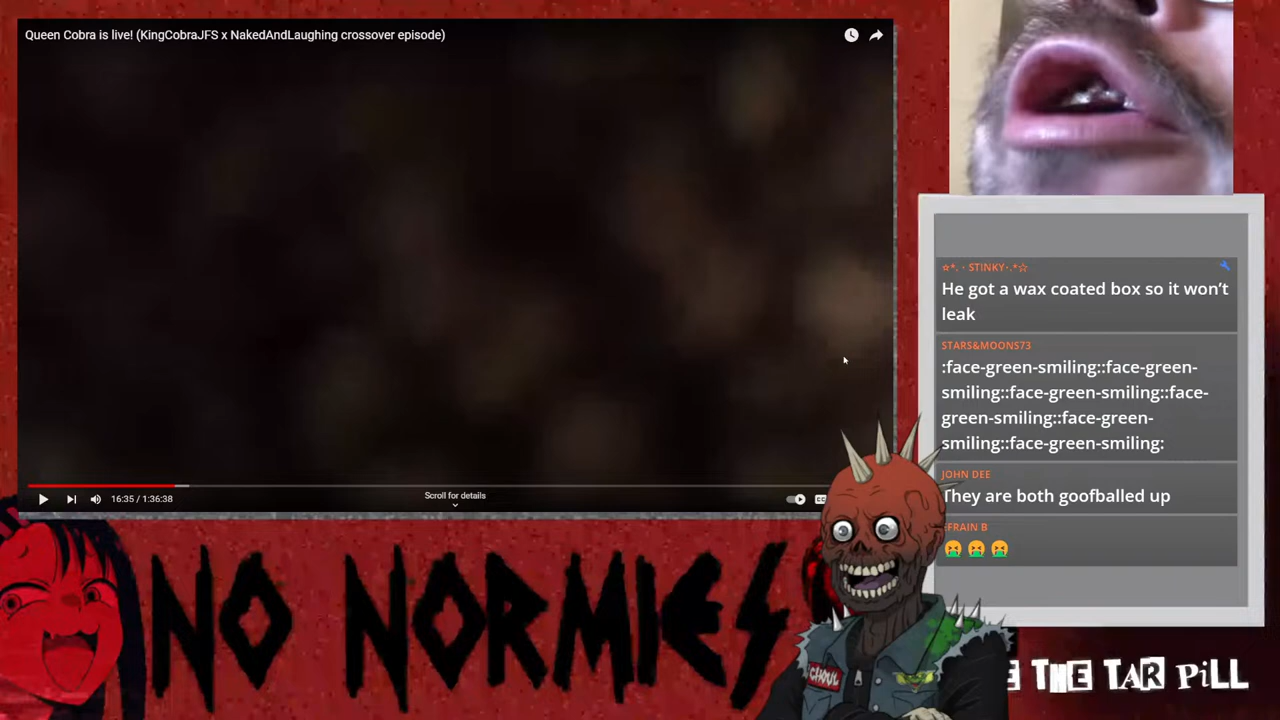 Queen Cobra is live! (KingCobraJFS x NakedAndLaughing crossover episode)
16:35 / 1:36:38
Scroll for details
☆*. · STINKY·.*☆
He got a wax coated box so it won't
leak
STARS&MOONS73
:face-green-smiling::face-green-
smiling::face-green-smiling::face-
green-smiling::face-green-
smiling::face-green-smiling:
JOHN DEE
They are both goofballed up
FRAIN B
🤮 🤮 🤮
NO NORMIES
GHOUL
E THE TAR PiLL